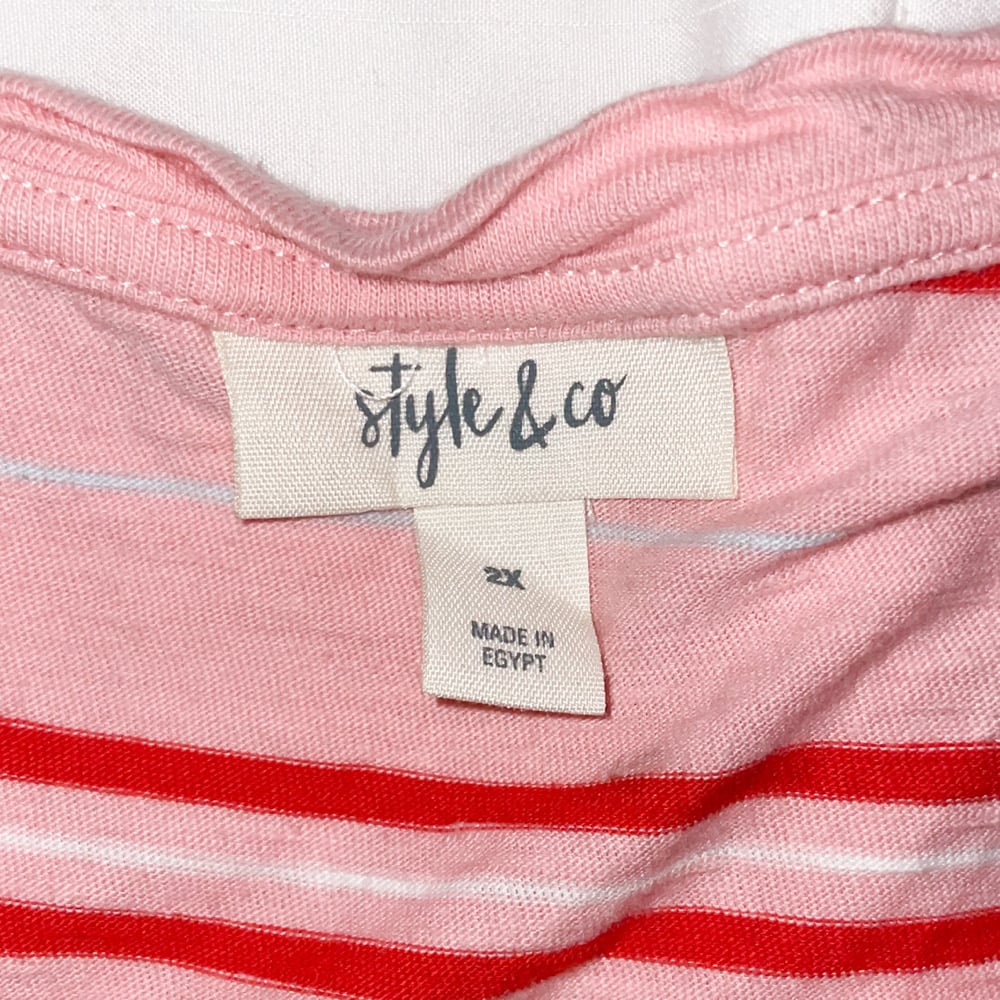 style & co
2X
MADE IN
EGYPT